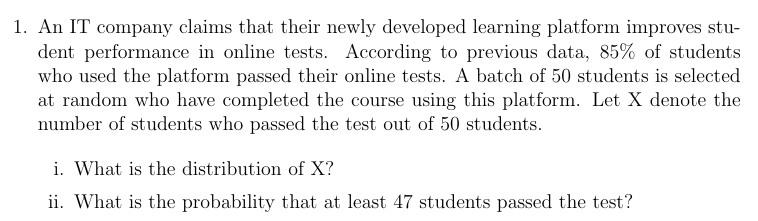 1. An IT company claims that their newly developed learning platform improves stu-
dent performance in online tests. According to previous data, 85% of students
who used the platform passed their online tests. A batch of 50 students is selected
at random who have completed the course using this platform. Let X denote the
number of students who passed the test out of 50 students.
i. What is the distribution of X?
ii. What is the probability that at least 47 students passed the test?